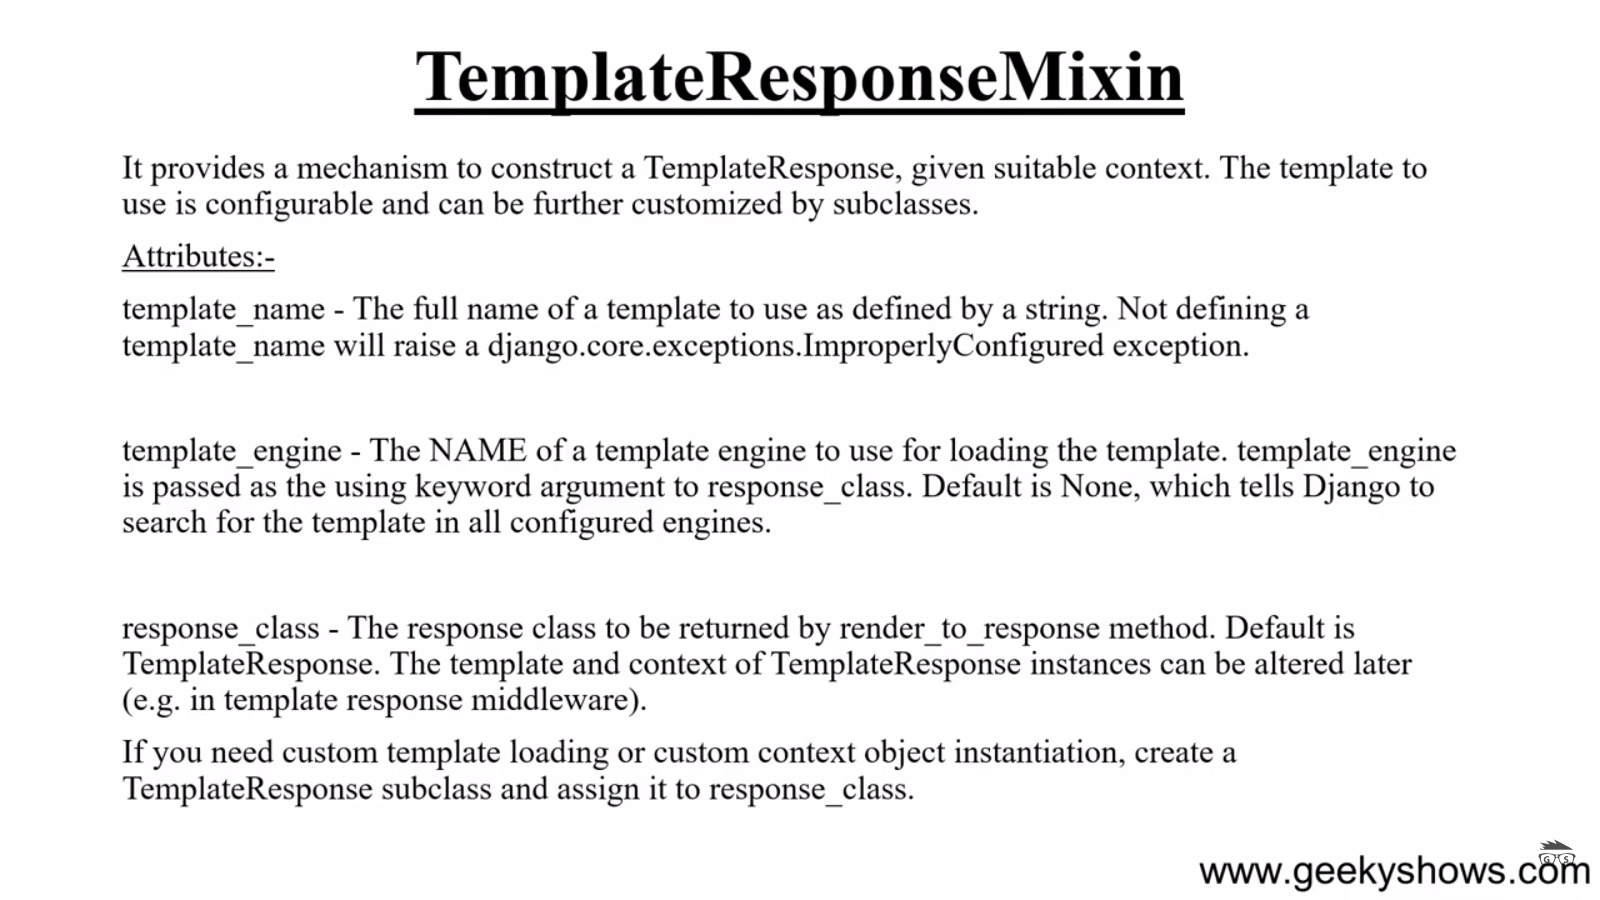 TemplateResponseMixin
It provides a mechanism to construct a TemplateResponse, given suitable context. The template to
use is configurable and can be further customized by subclasses.
Attributes:-
template_name - The full name of a template to use as defined by a string. Not defining a
template_name will raise a django.core.exceptions.ImproperlyConfigured exception.
template_engine - The NAME of a template engine to use for loading the template. template_engine
is passed as the using keyword argument to response_class. Default is None, which tells Django to
search for the template in all configured engines.
response_class - The response class to be returned by render_to_response method. Default is
TemplateResponse. The template and context of TemplateResponse instances can be altered later
(e.g. in template response middleware).
If you need custom template loading or custom context object instantiation, create a
TemplateResponse subclass and assign it to response_class.
GS
www.geekyshows.com